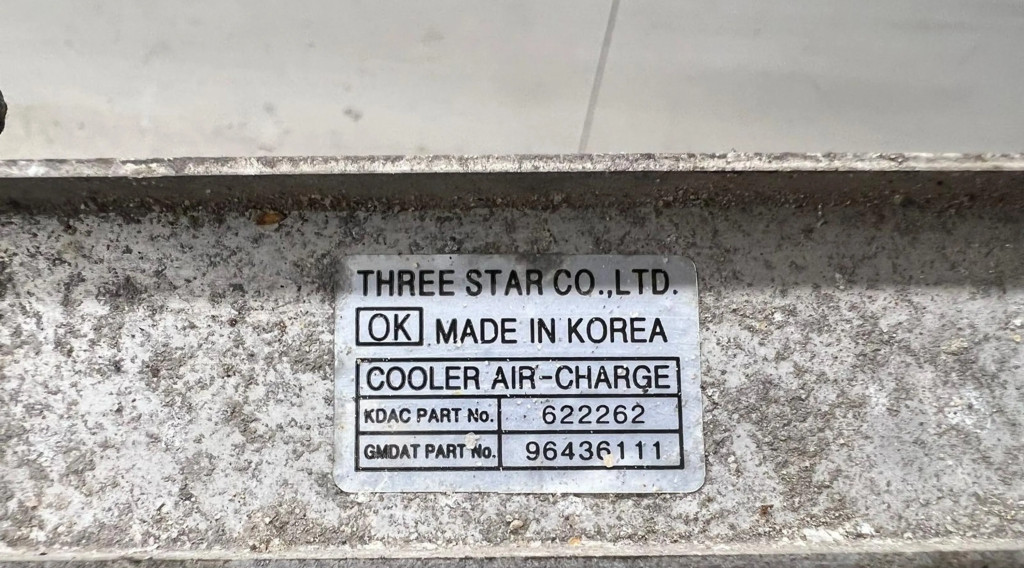 THREE STAR CO.,LTD.
OK MADE IN KOREA
COOLER AIR-CHARGE
KDAC PART No. 622262
GMDAT PART No. 96436111